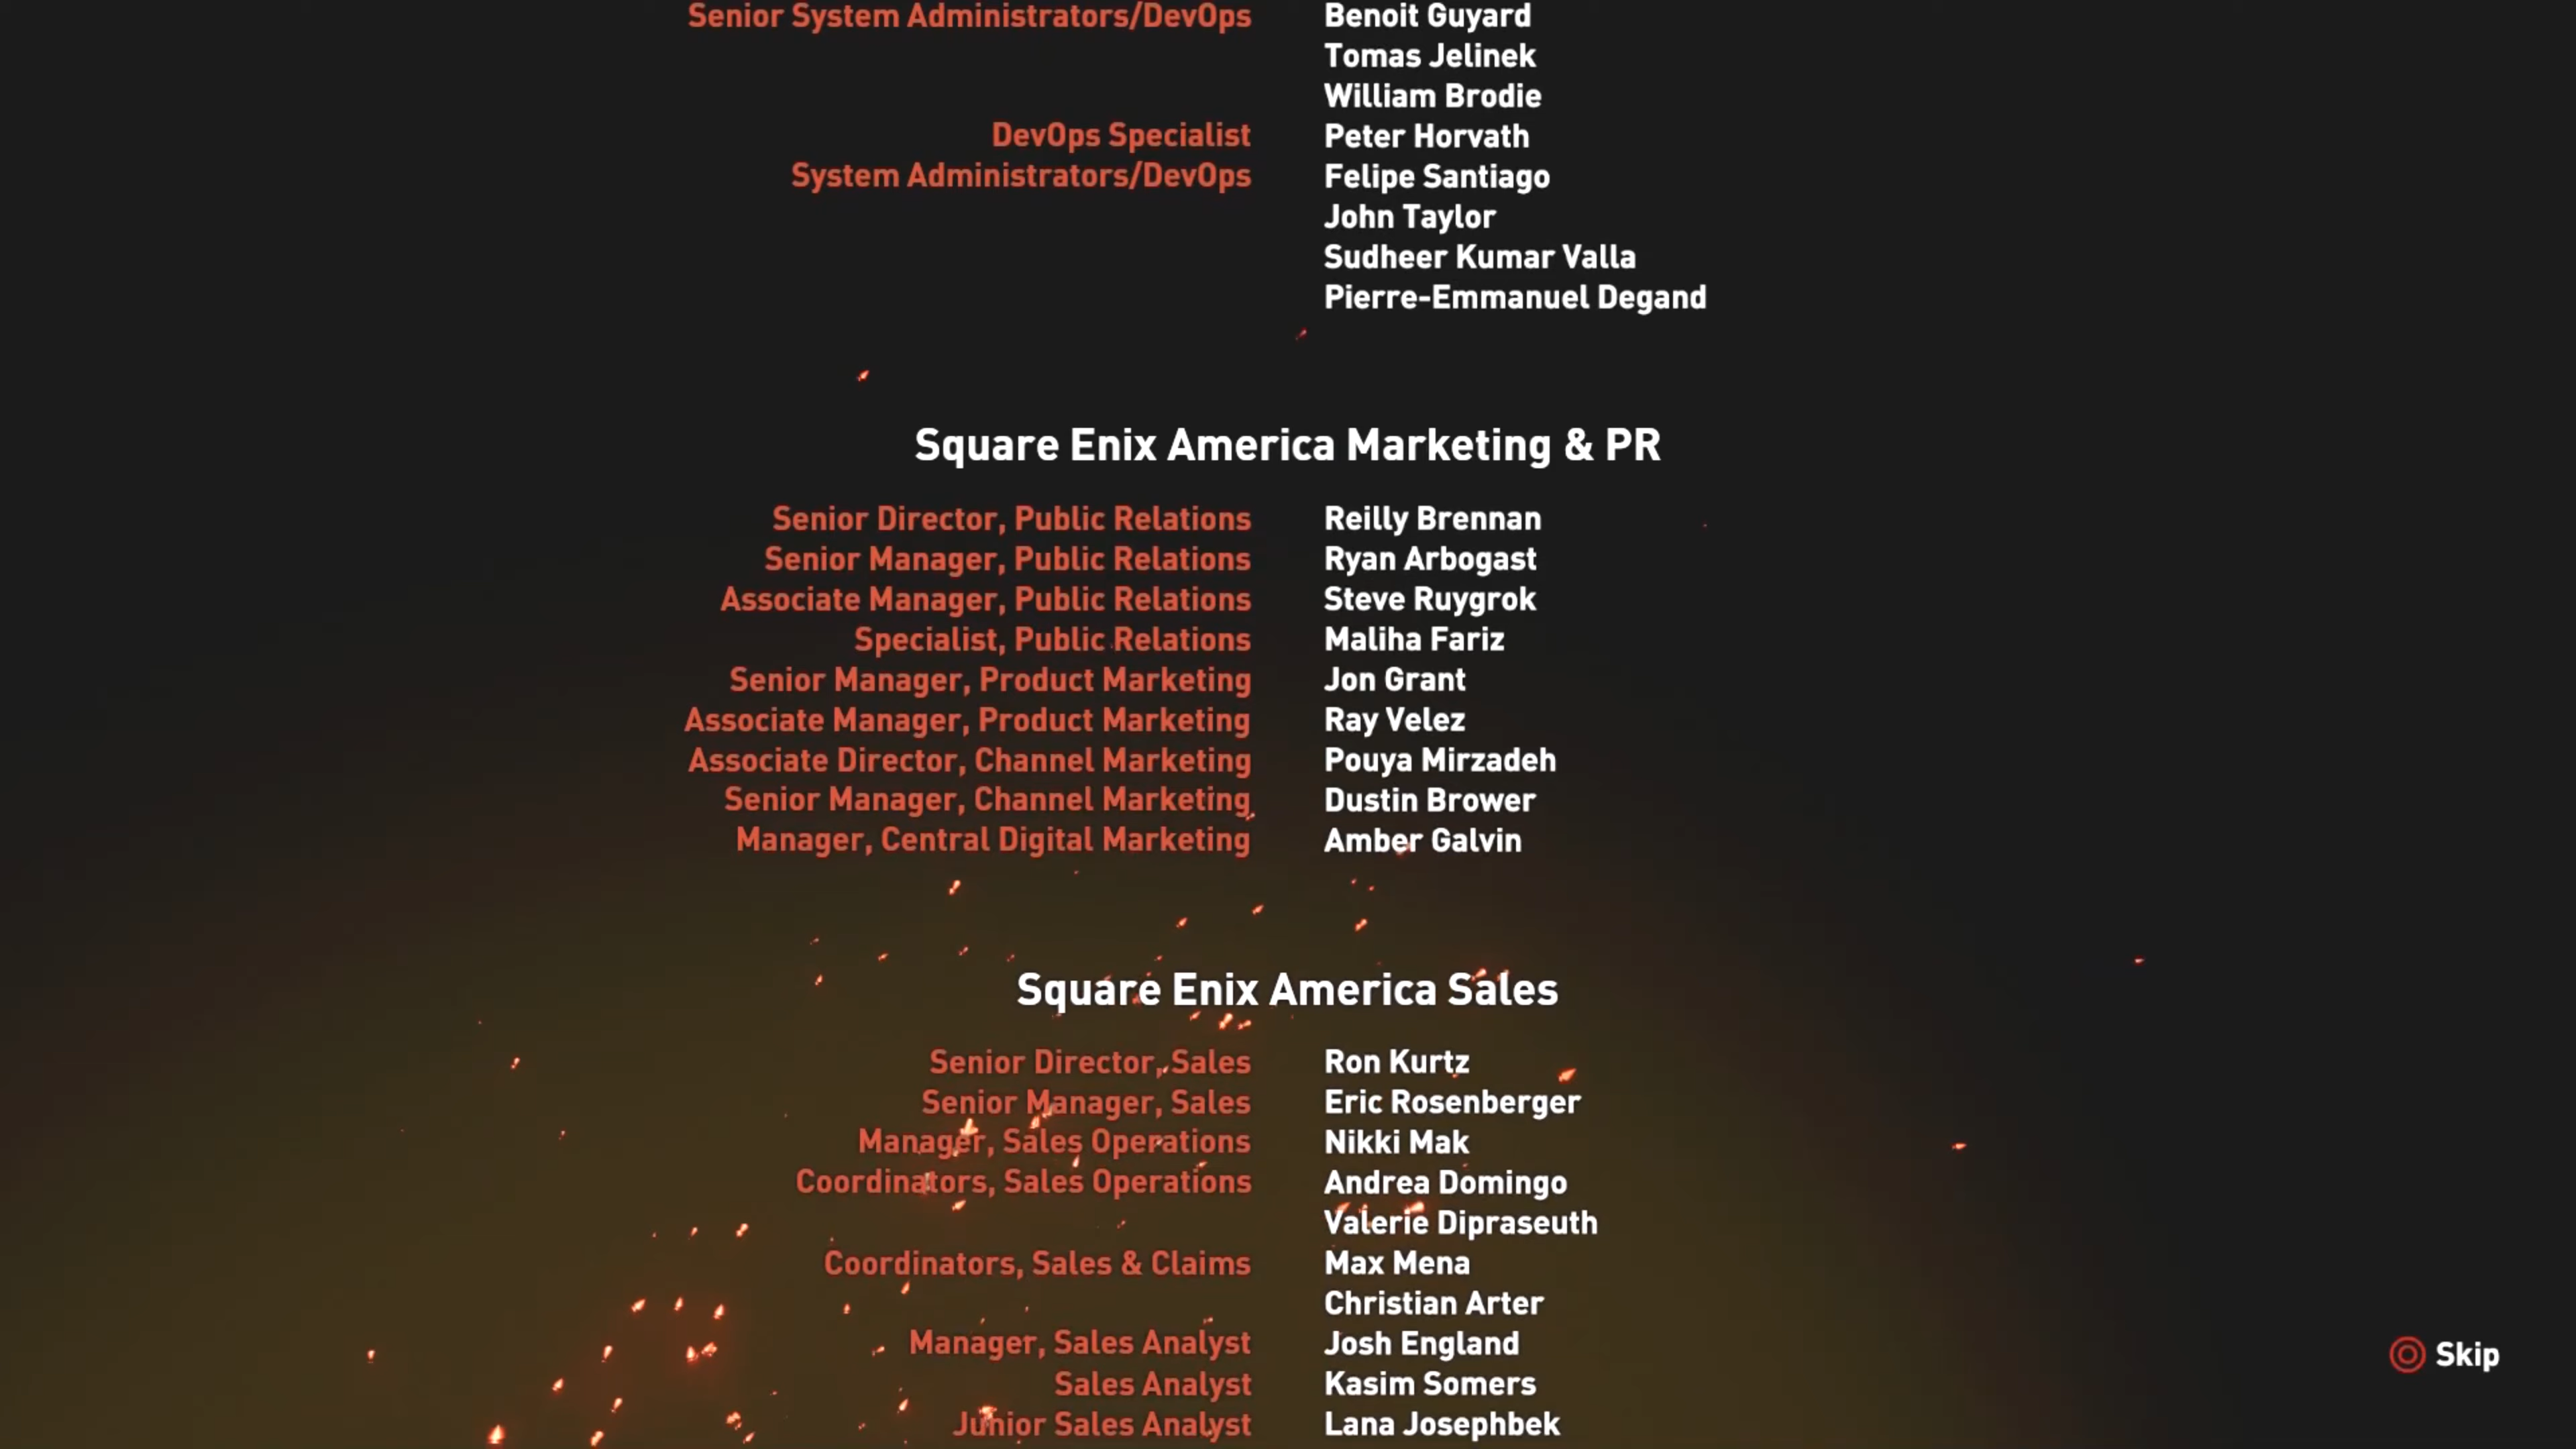 Senior System Administrators/DevOps Benoit Guyard
Tomas Jelinek
William Brodie
DevOps Specialist Peter Horvath
System Administrators/DevOps Felipe Santiago
John Taylor
Sudheer Kumar Valla
Pierre-Emmanuel Degand
Square Enix America Marketing & PR
Senior Director, Public Relations Reilly Brennan
Senior Manager, Public Relations Ryan Arbogast
Associate Manager, Public Relations Steve Ruygrok
Specialist, Public Relations Maliha Fariz
Senior Manager, Product Marketing Jon Grant
Associate Manager, Product Marketing Ray Velez
Associate Director, Channel Marketing Pouya Mirzadeh
Senior Manager, Channel Marketing Dustin Brower
Manager, Central Digital Marketing Amber Galvin
Square Enix America Sales
Senior Director, Sales Ron Kurtz
Senior Manager, Sales Eric Rosenberger
Manager, Sales Operations Nikki Mak
Coordinators, Sales Operations Andrea Domingo
Valerie Dipraseuth
Coordinators, Sales & Claims Max Mena
Christian Arter
Manager, Sales Analyst Josh England
Sales Analyst Kasim Somers
Junior Sales Analyst Lana Josephbek
Skip